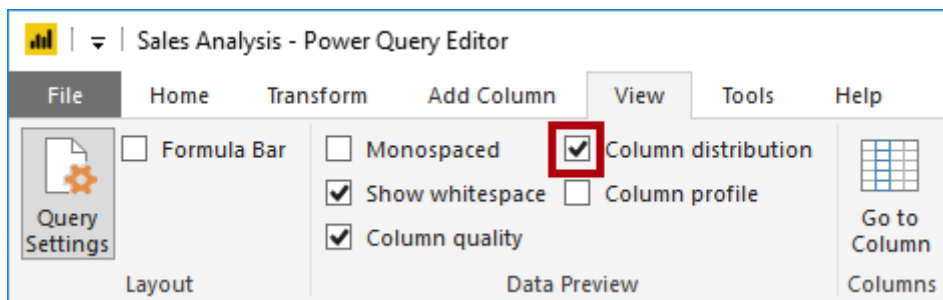 Sales Analysis - Power Query Editor
File Home Transform Add Column View Tools Help
Formula Bar Monospaced Column distribution
Show whitespace Column profile
Query Settings Column quality Go to Column
Layout Data Preview Columns